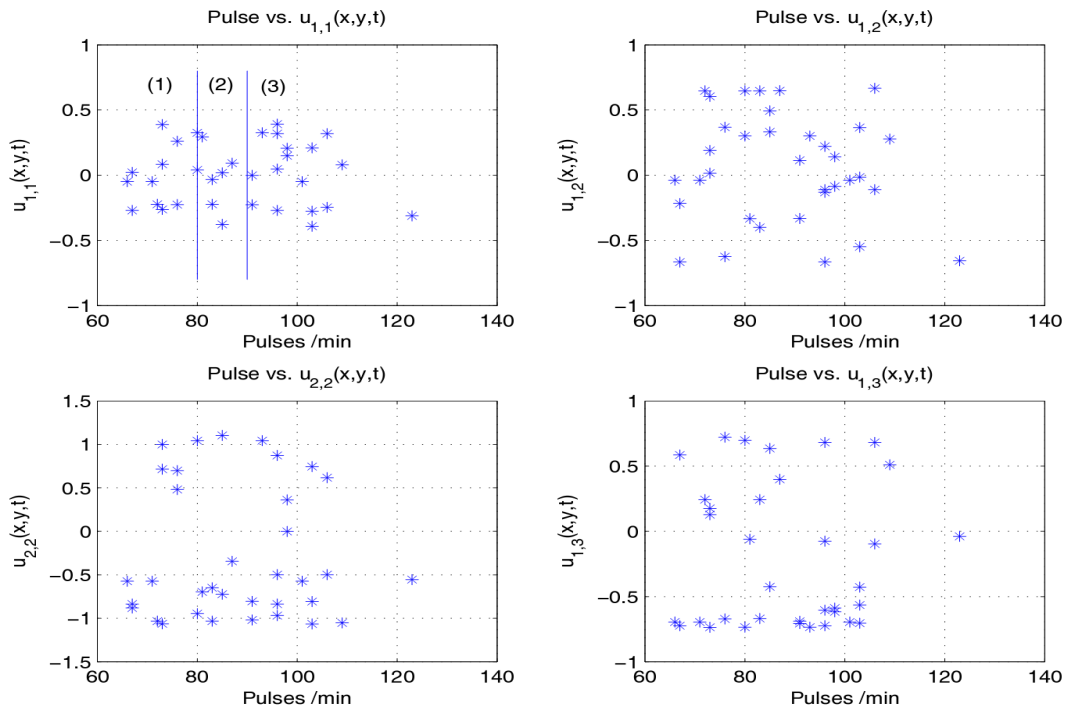 Pulse vs. u1,1(x,y,t)
(1) (2) (3)
1
0.5
0
−0.5
−1
u1,1(x,y,t)
60 80 100 120 140
Pulses /min
Pulse vs. u1,2(x,y,t)
1
0.5
0
−0.5
−1
u1,2(x,y,t)
60 80 100 120 140
Pulses /min
Pulse vs. u2,2(x,y,t)
1.5
1
0.5
0
−0.5
−1
−1.5
u2,2(x,y,t)
60 80 100 120 140
Pulses /min
Pulse vs. u1,3(x,y,t)
1
0.5
0
−0.5
−1
u1,3(x,y,t)
60 80 100 120 140
Pulses /min